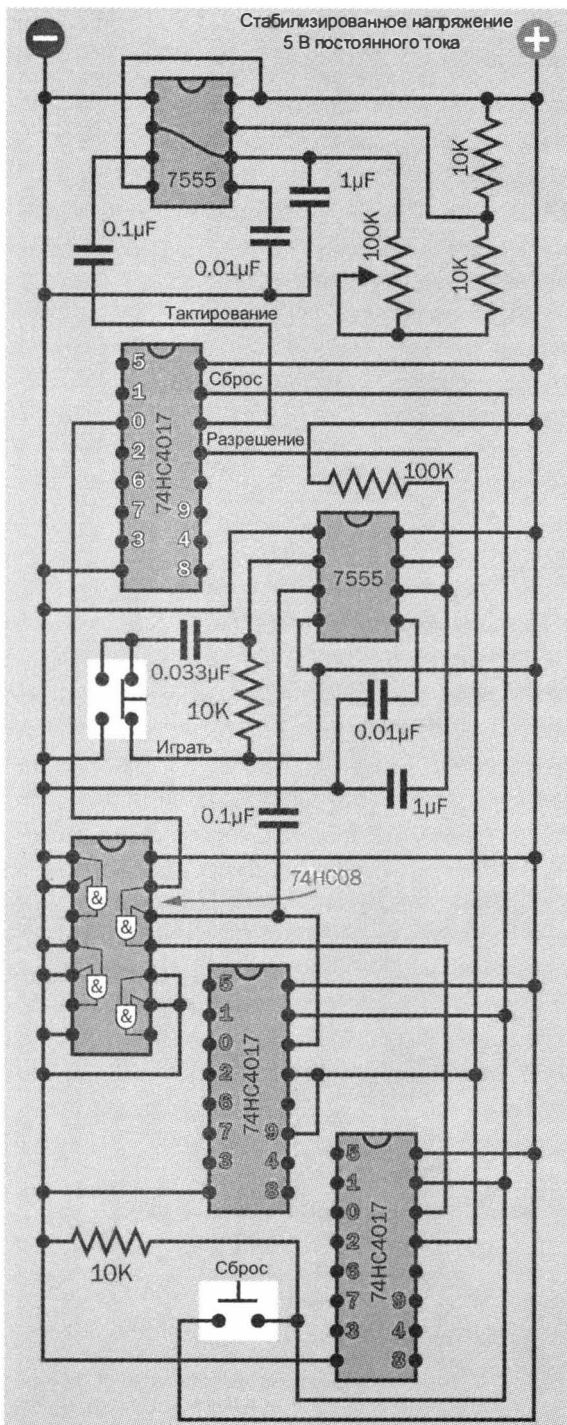 Стабилизированное напряжение
5 В постоянного тока
−
+
7555
10K
1µF
100K
0.1µF
0.01µF
10K
Тактирование
5
1
0
2
6
7
3
9
4
8
74HC4017
Сброс
Разрешение
100K
7555
0.033µF
10K
Играть
0.01µF
1µF
0.1µF
74HC08
&
&
&
&
5
1
0
2
6
7
3
9
4
8
74HC4017
5
1
0
2
6
7
3
9
4
8
74HC4017
10K
Сброс